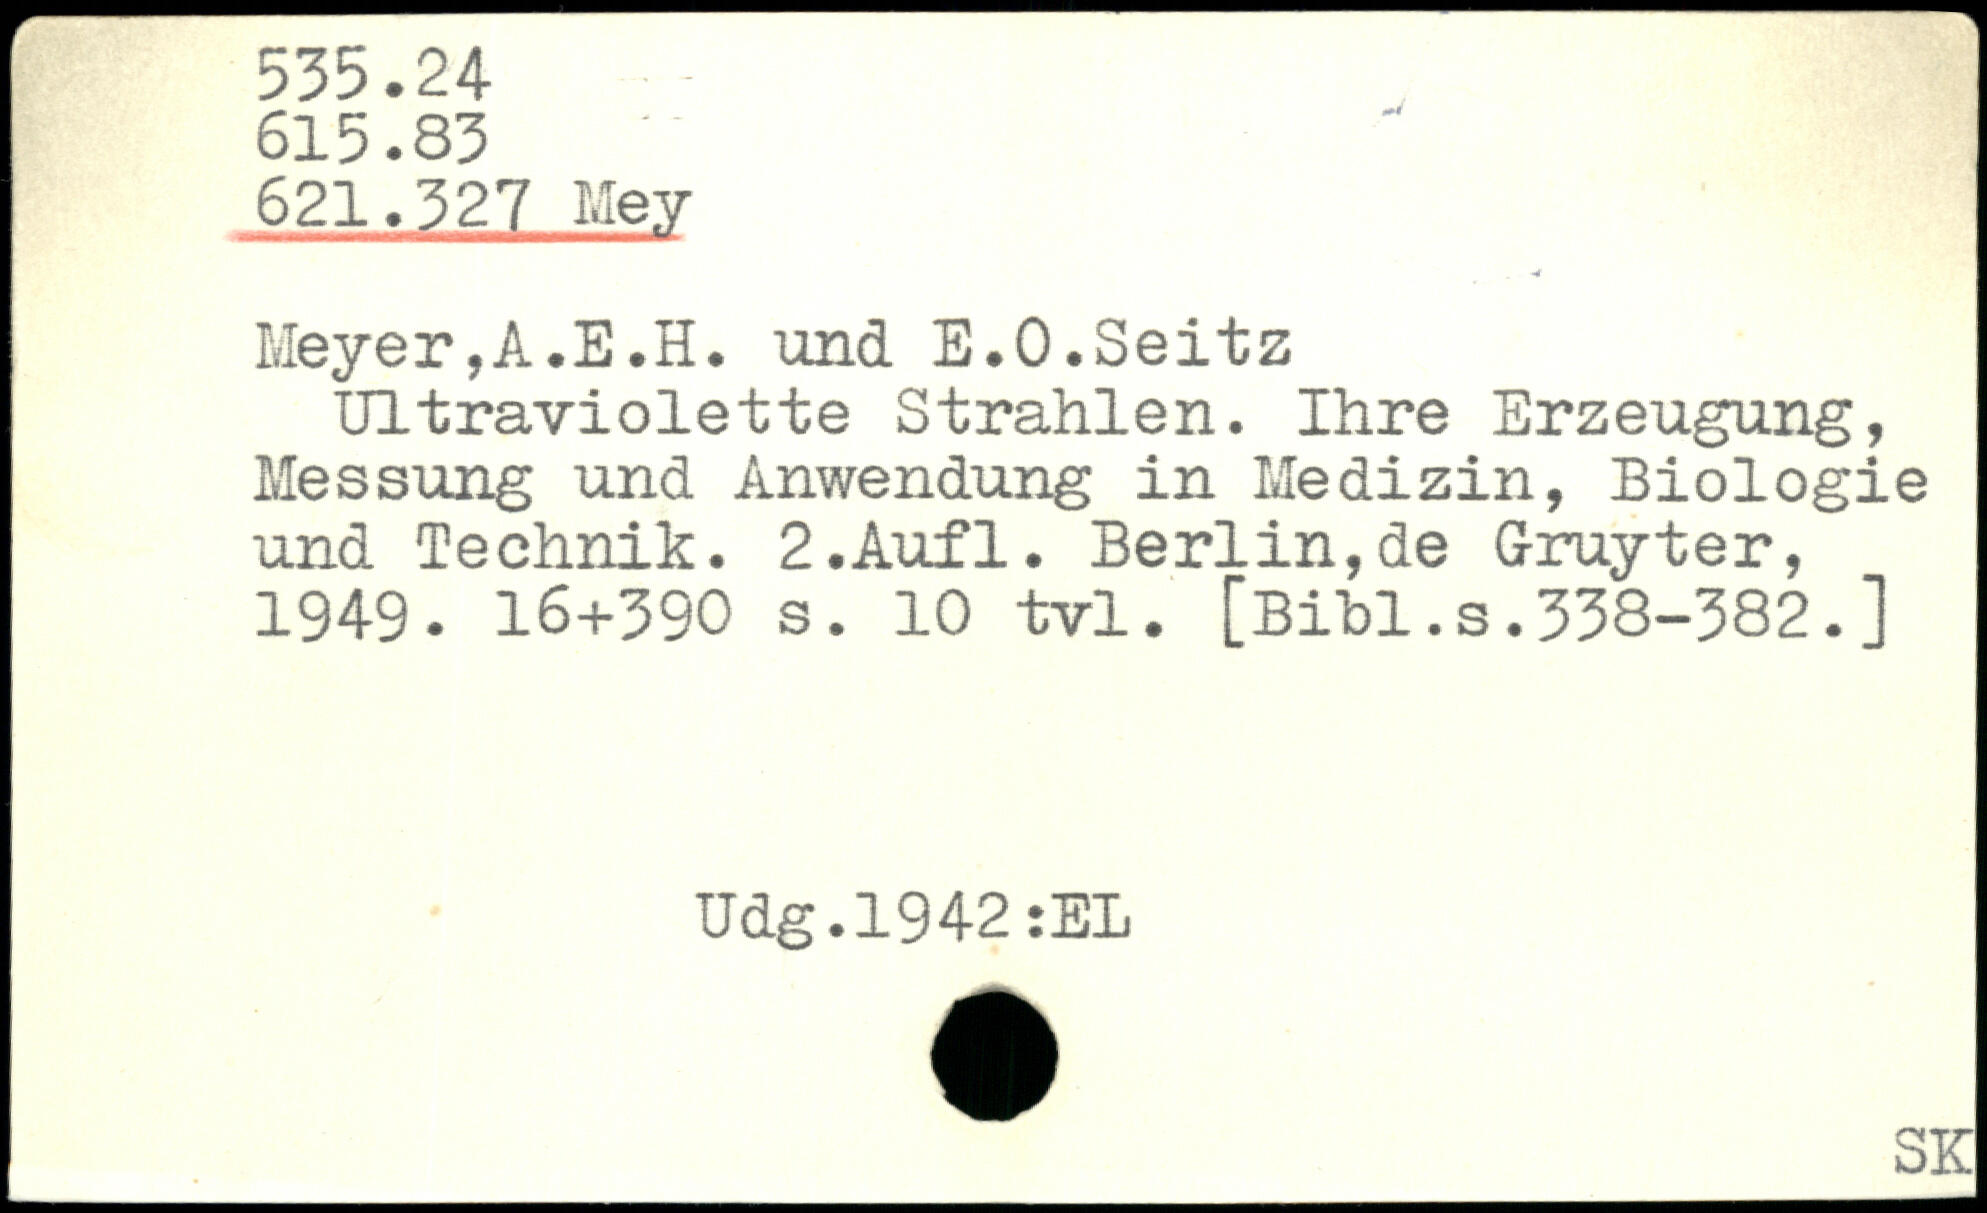 535.24
615.83
621.327 Mey
Meyer,A.E.H. und E.O.Seitz
Ultraviolette Strahlen. Ihre Erzeugung,
Messung und Anwendung in Medizin, Biologie
und Technik. 2.Aufl. Berlin,de Gruyter,
1949. 16+390 s. 10 tvl. [Bibl.s.338-382.]
Udg.1942:EL
SK